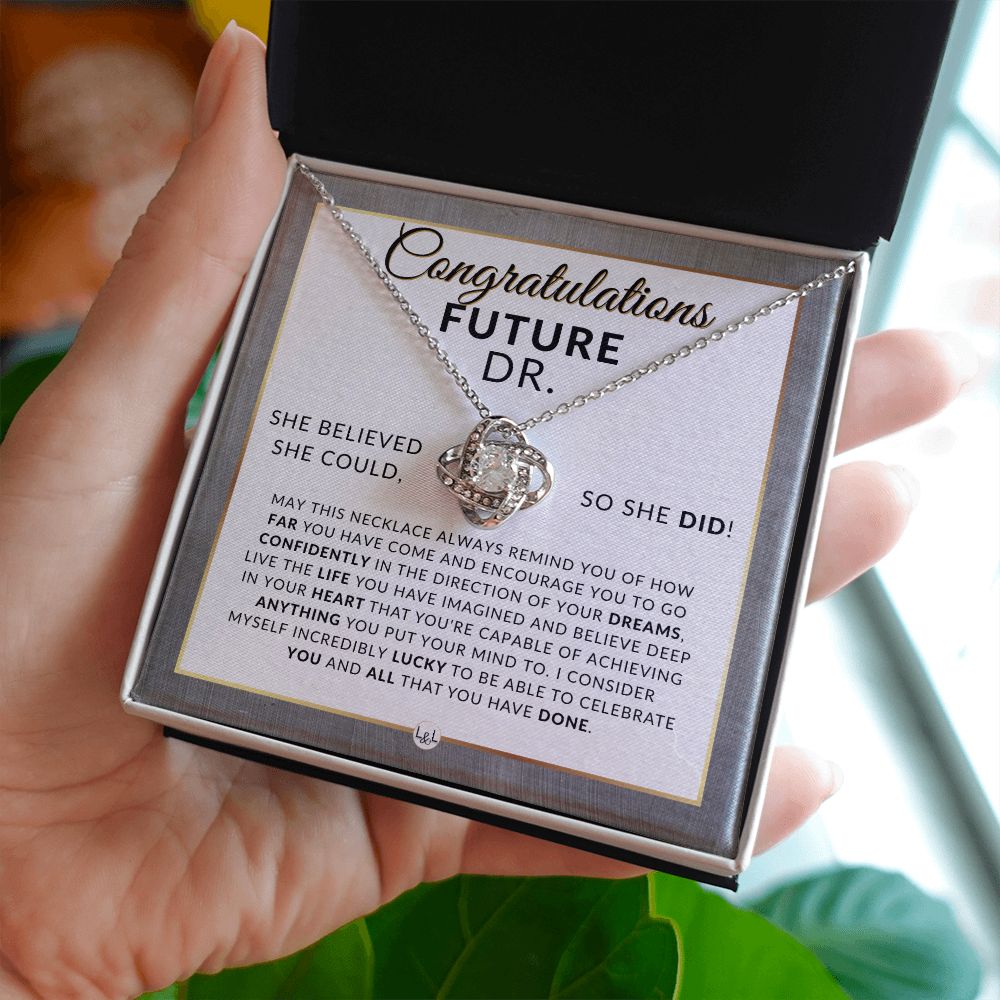 Congratulations
FUTURE
DR.
SHE BELIEVED
SHE COULD,
SO SHE DID!
MAY THIS NECKLACE ALWAYS REMIND YOU OF HOW
FAR YOU HAVE COME AND ENCOURAGE YOU TO GO
CONFIDENTLY IN THE DIRECTION OF YOUR DREAMS,
LIVE THE LIFE YOU HAVE IMAGINED AND BELIEVE DEEP
IN YOUR HEART THAT YOU'RE CAPABLE OF ACHIEVING
ANYTHING YOU PUT YOUR MIND TO. I CONSIDER
MYSELF INCREDIBLY LUCKY TO BE ABLE TO CELEBRATE
YOU AND ALL THAT YOU HAVE DONE.
L&L